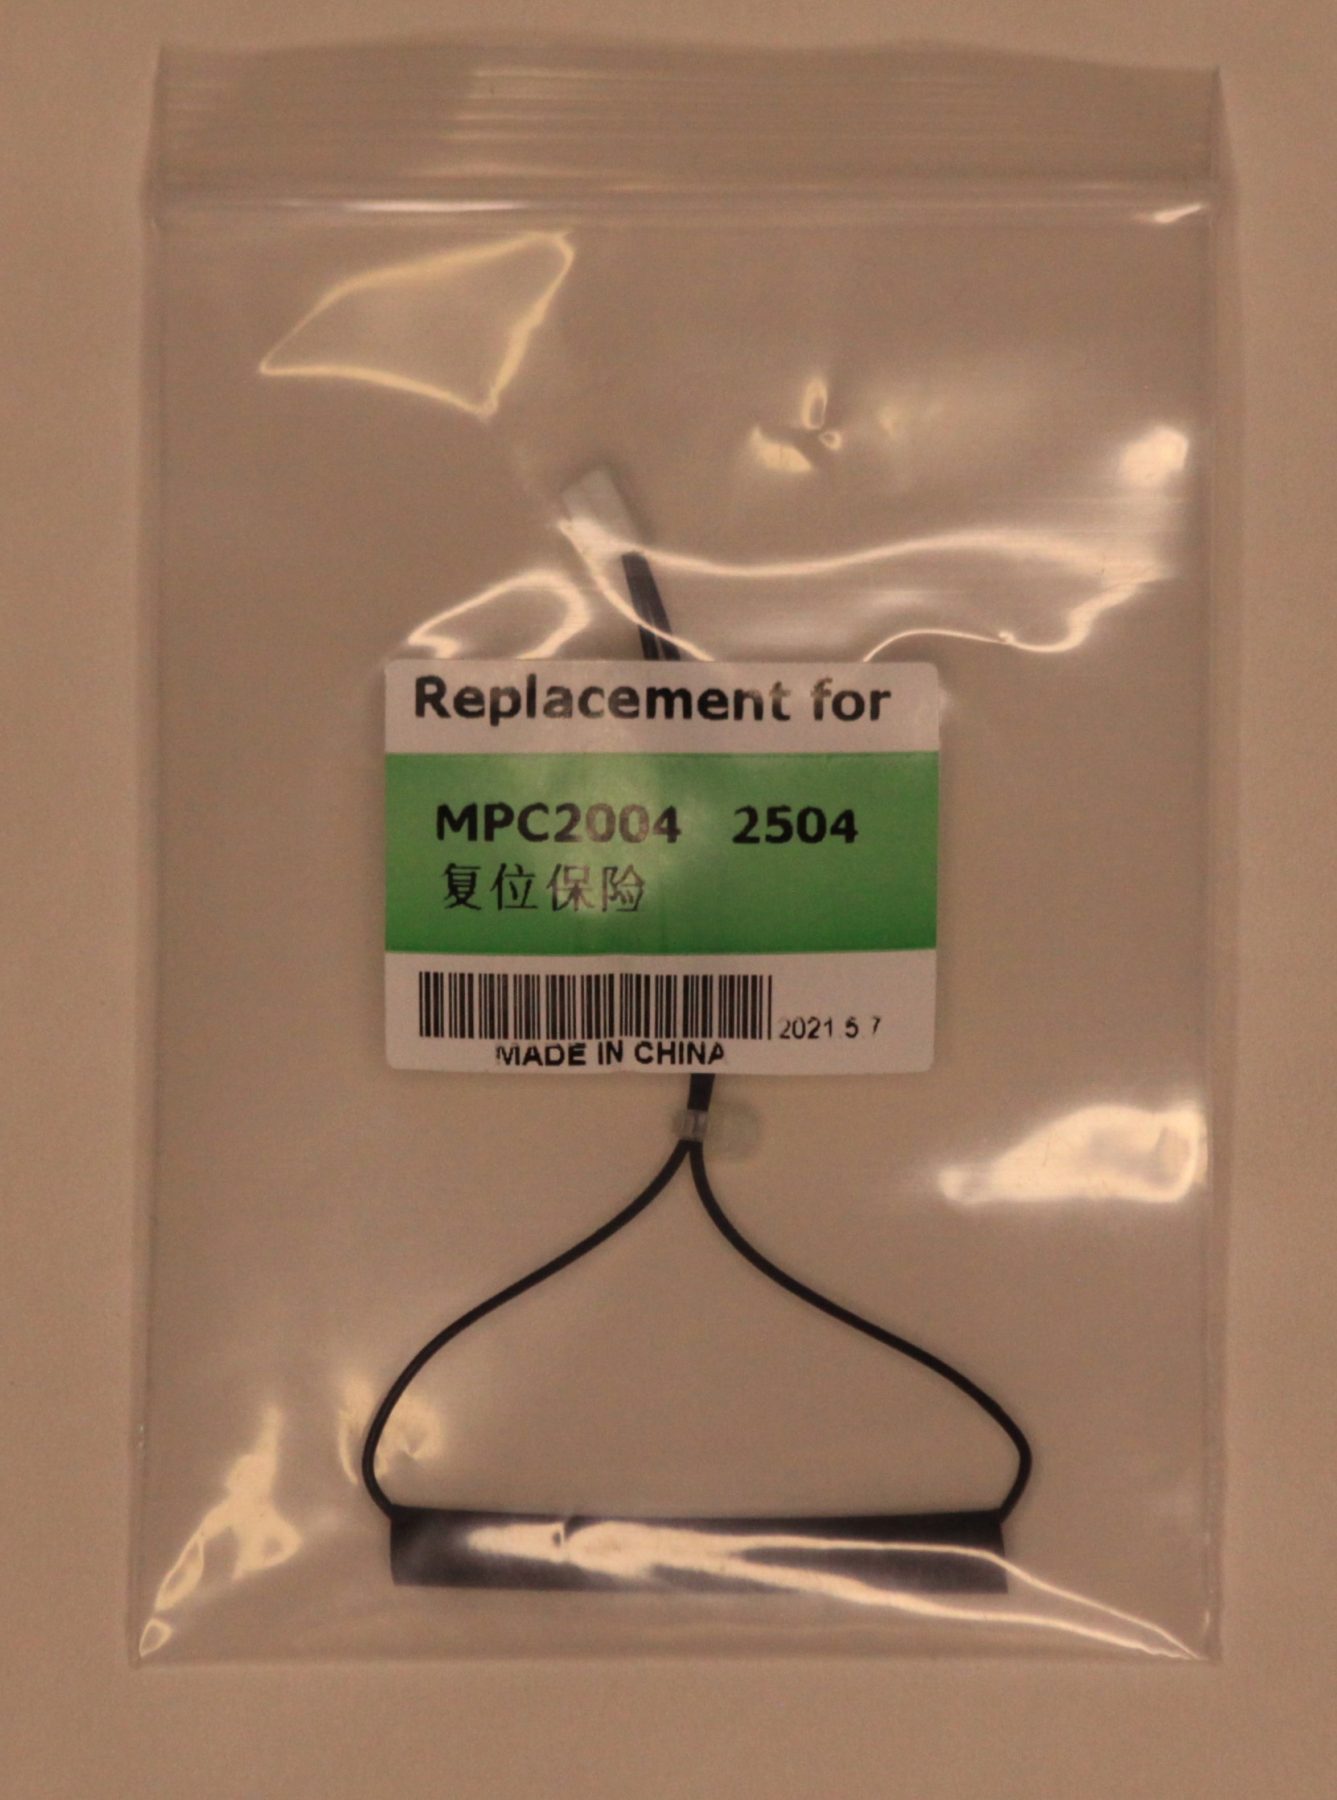 Replacement for
MPC2004 2504
复位保险
2021 5 7
MADE IN CHINA